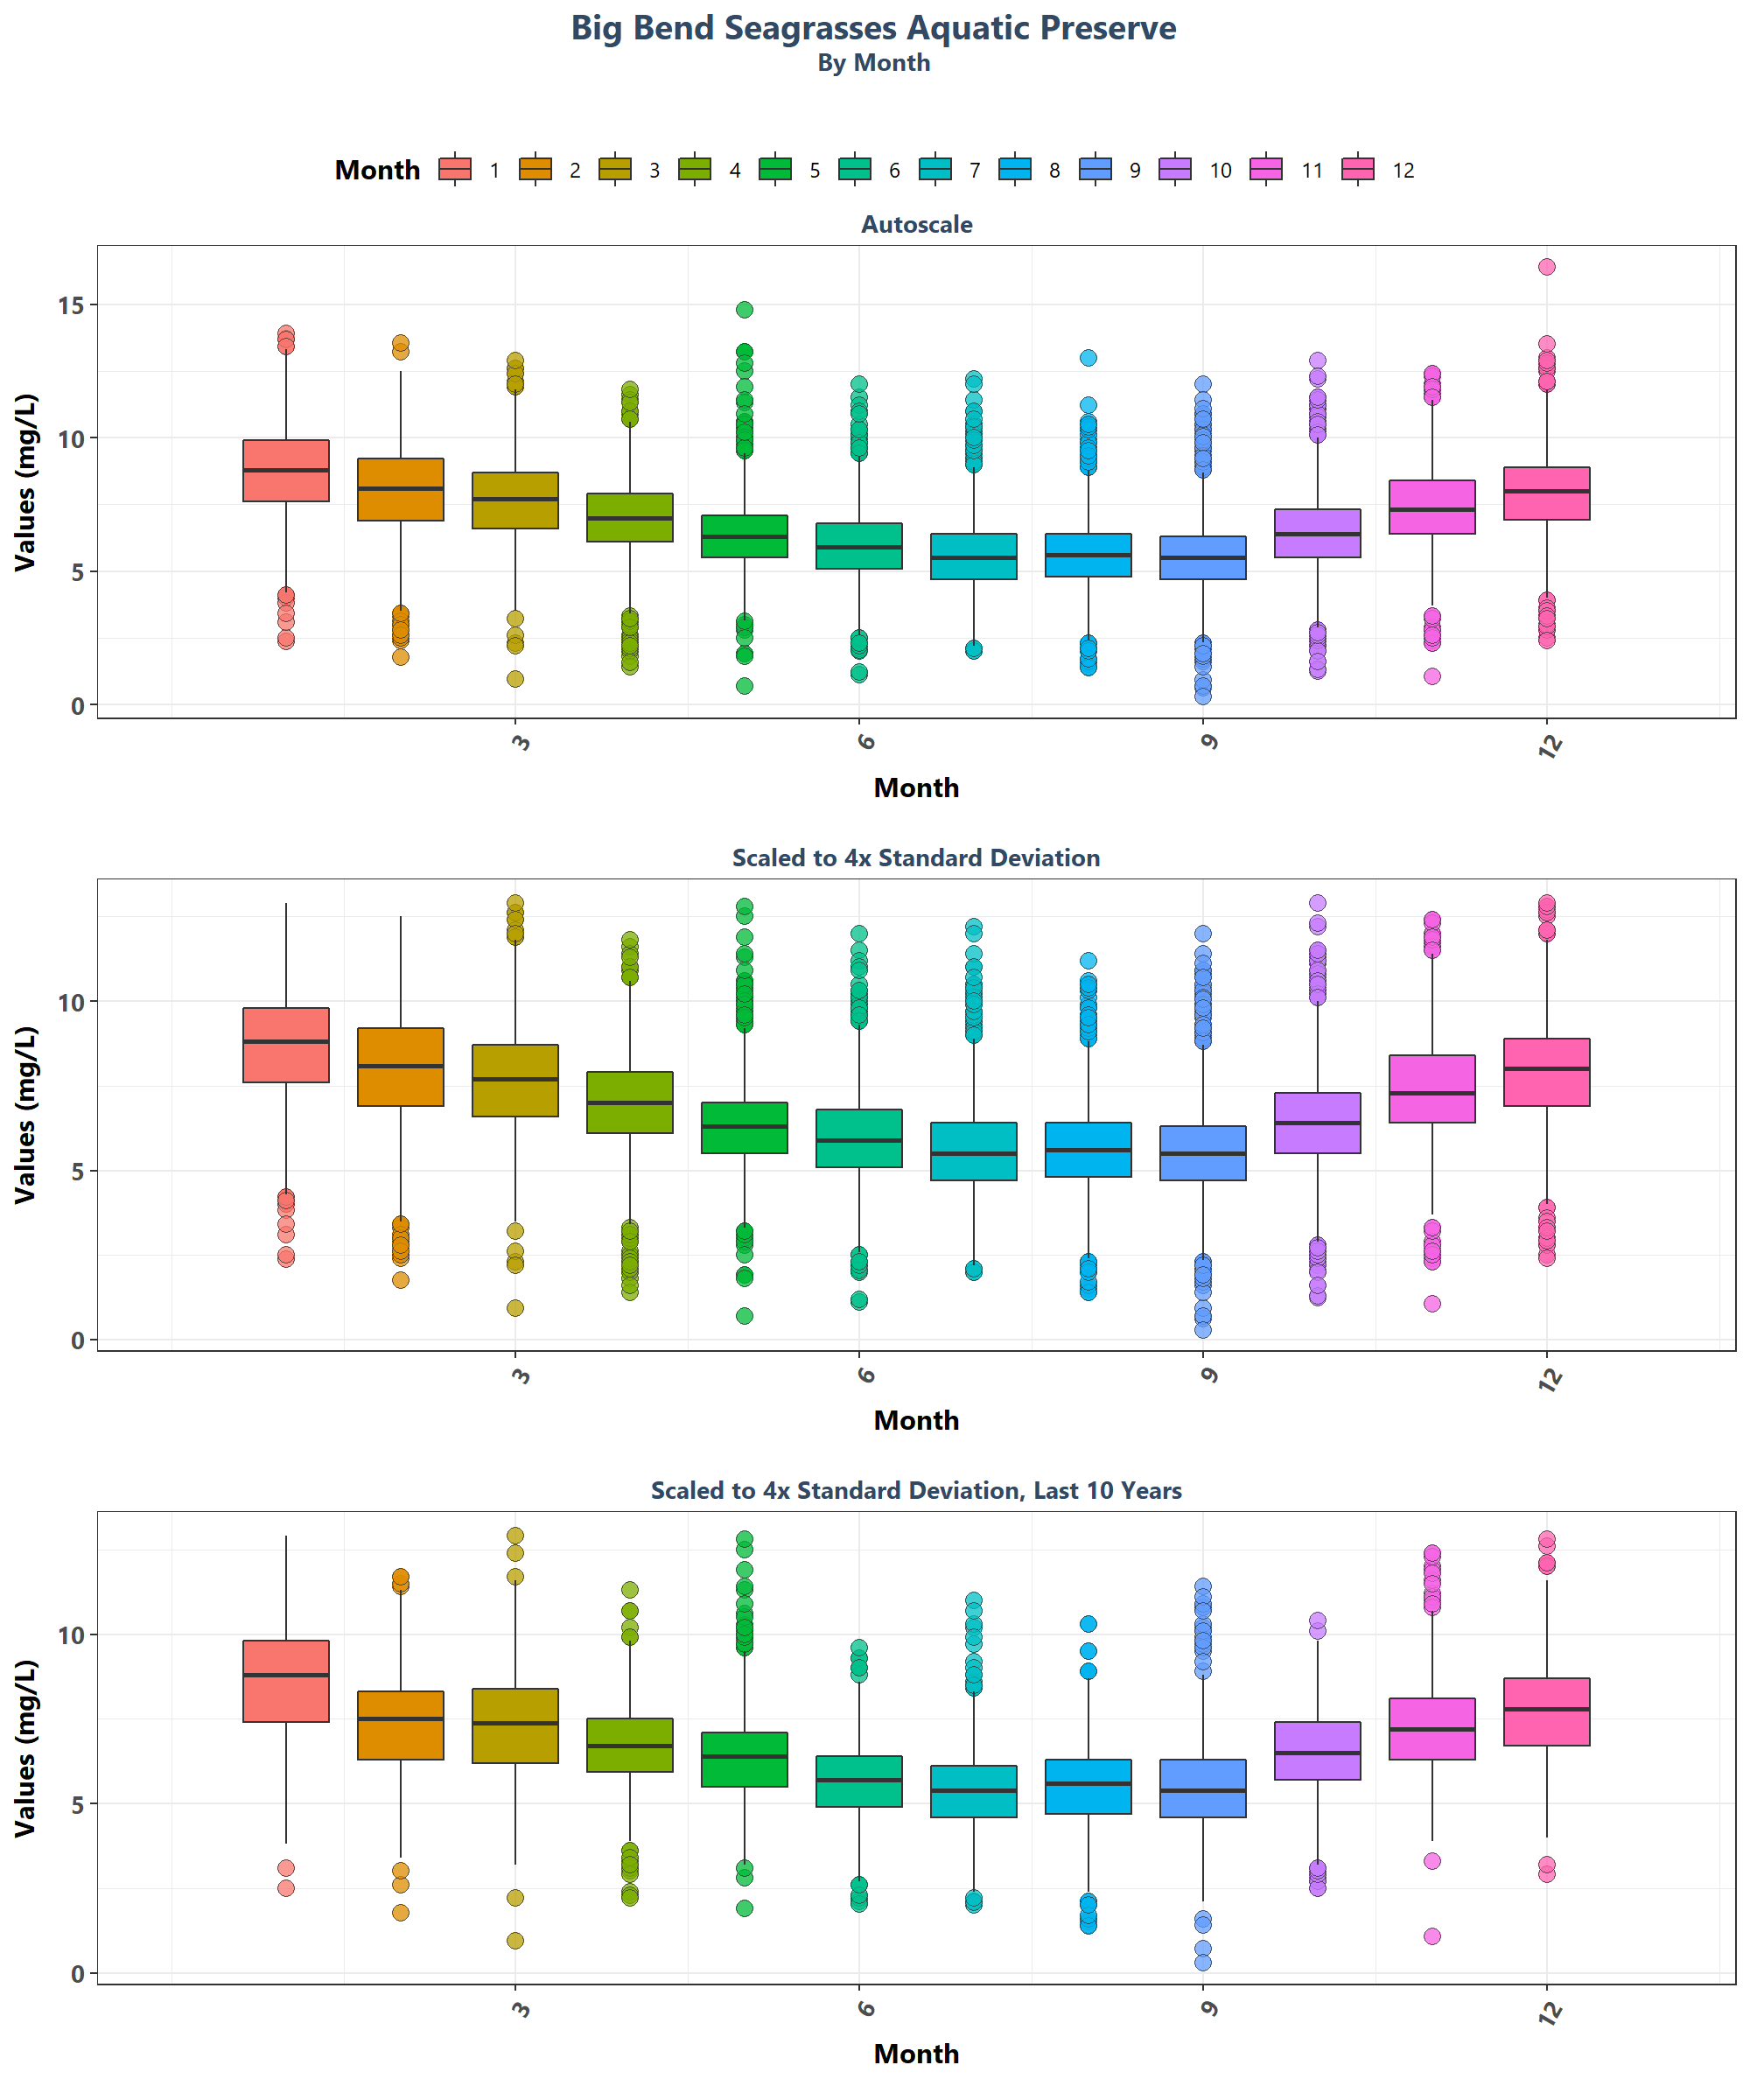 Big Bend Seagrasses Aquatic Preserve
By Month
Month 1 2 3 4 5 6 7 8 9 10 11 12
Autoscale
Values (mg/L)
15
10
5
0
3 6 9 12
Month
Scaled to 4x Standard Deviation
Values (mg/L)
10
5
0
3 6 9 12
Month
Scaled to 4x Standard Deviation, Last 10 Years
Values (mg/L)
10
5
0
3 6 9 12
Month